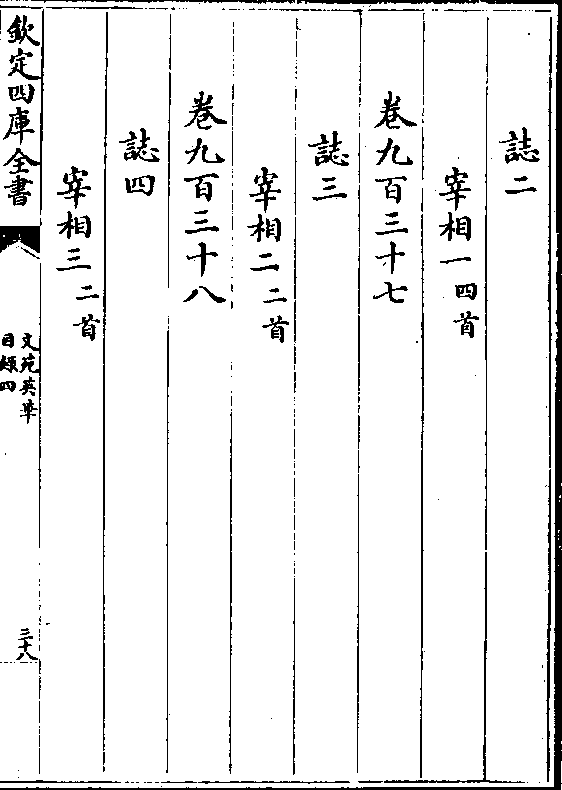 誌二
宰相一四首
卷九百三十七
誌三
宰相二二首
卷九百三十八
誌四
宰相三二首
欽定四庫全書
文苑英華
目錄四
三十八